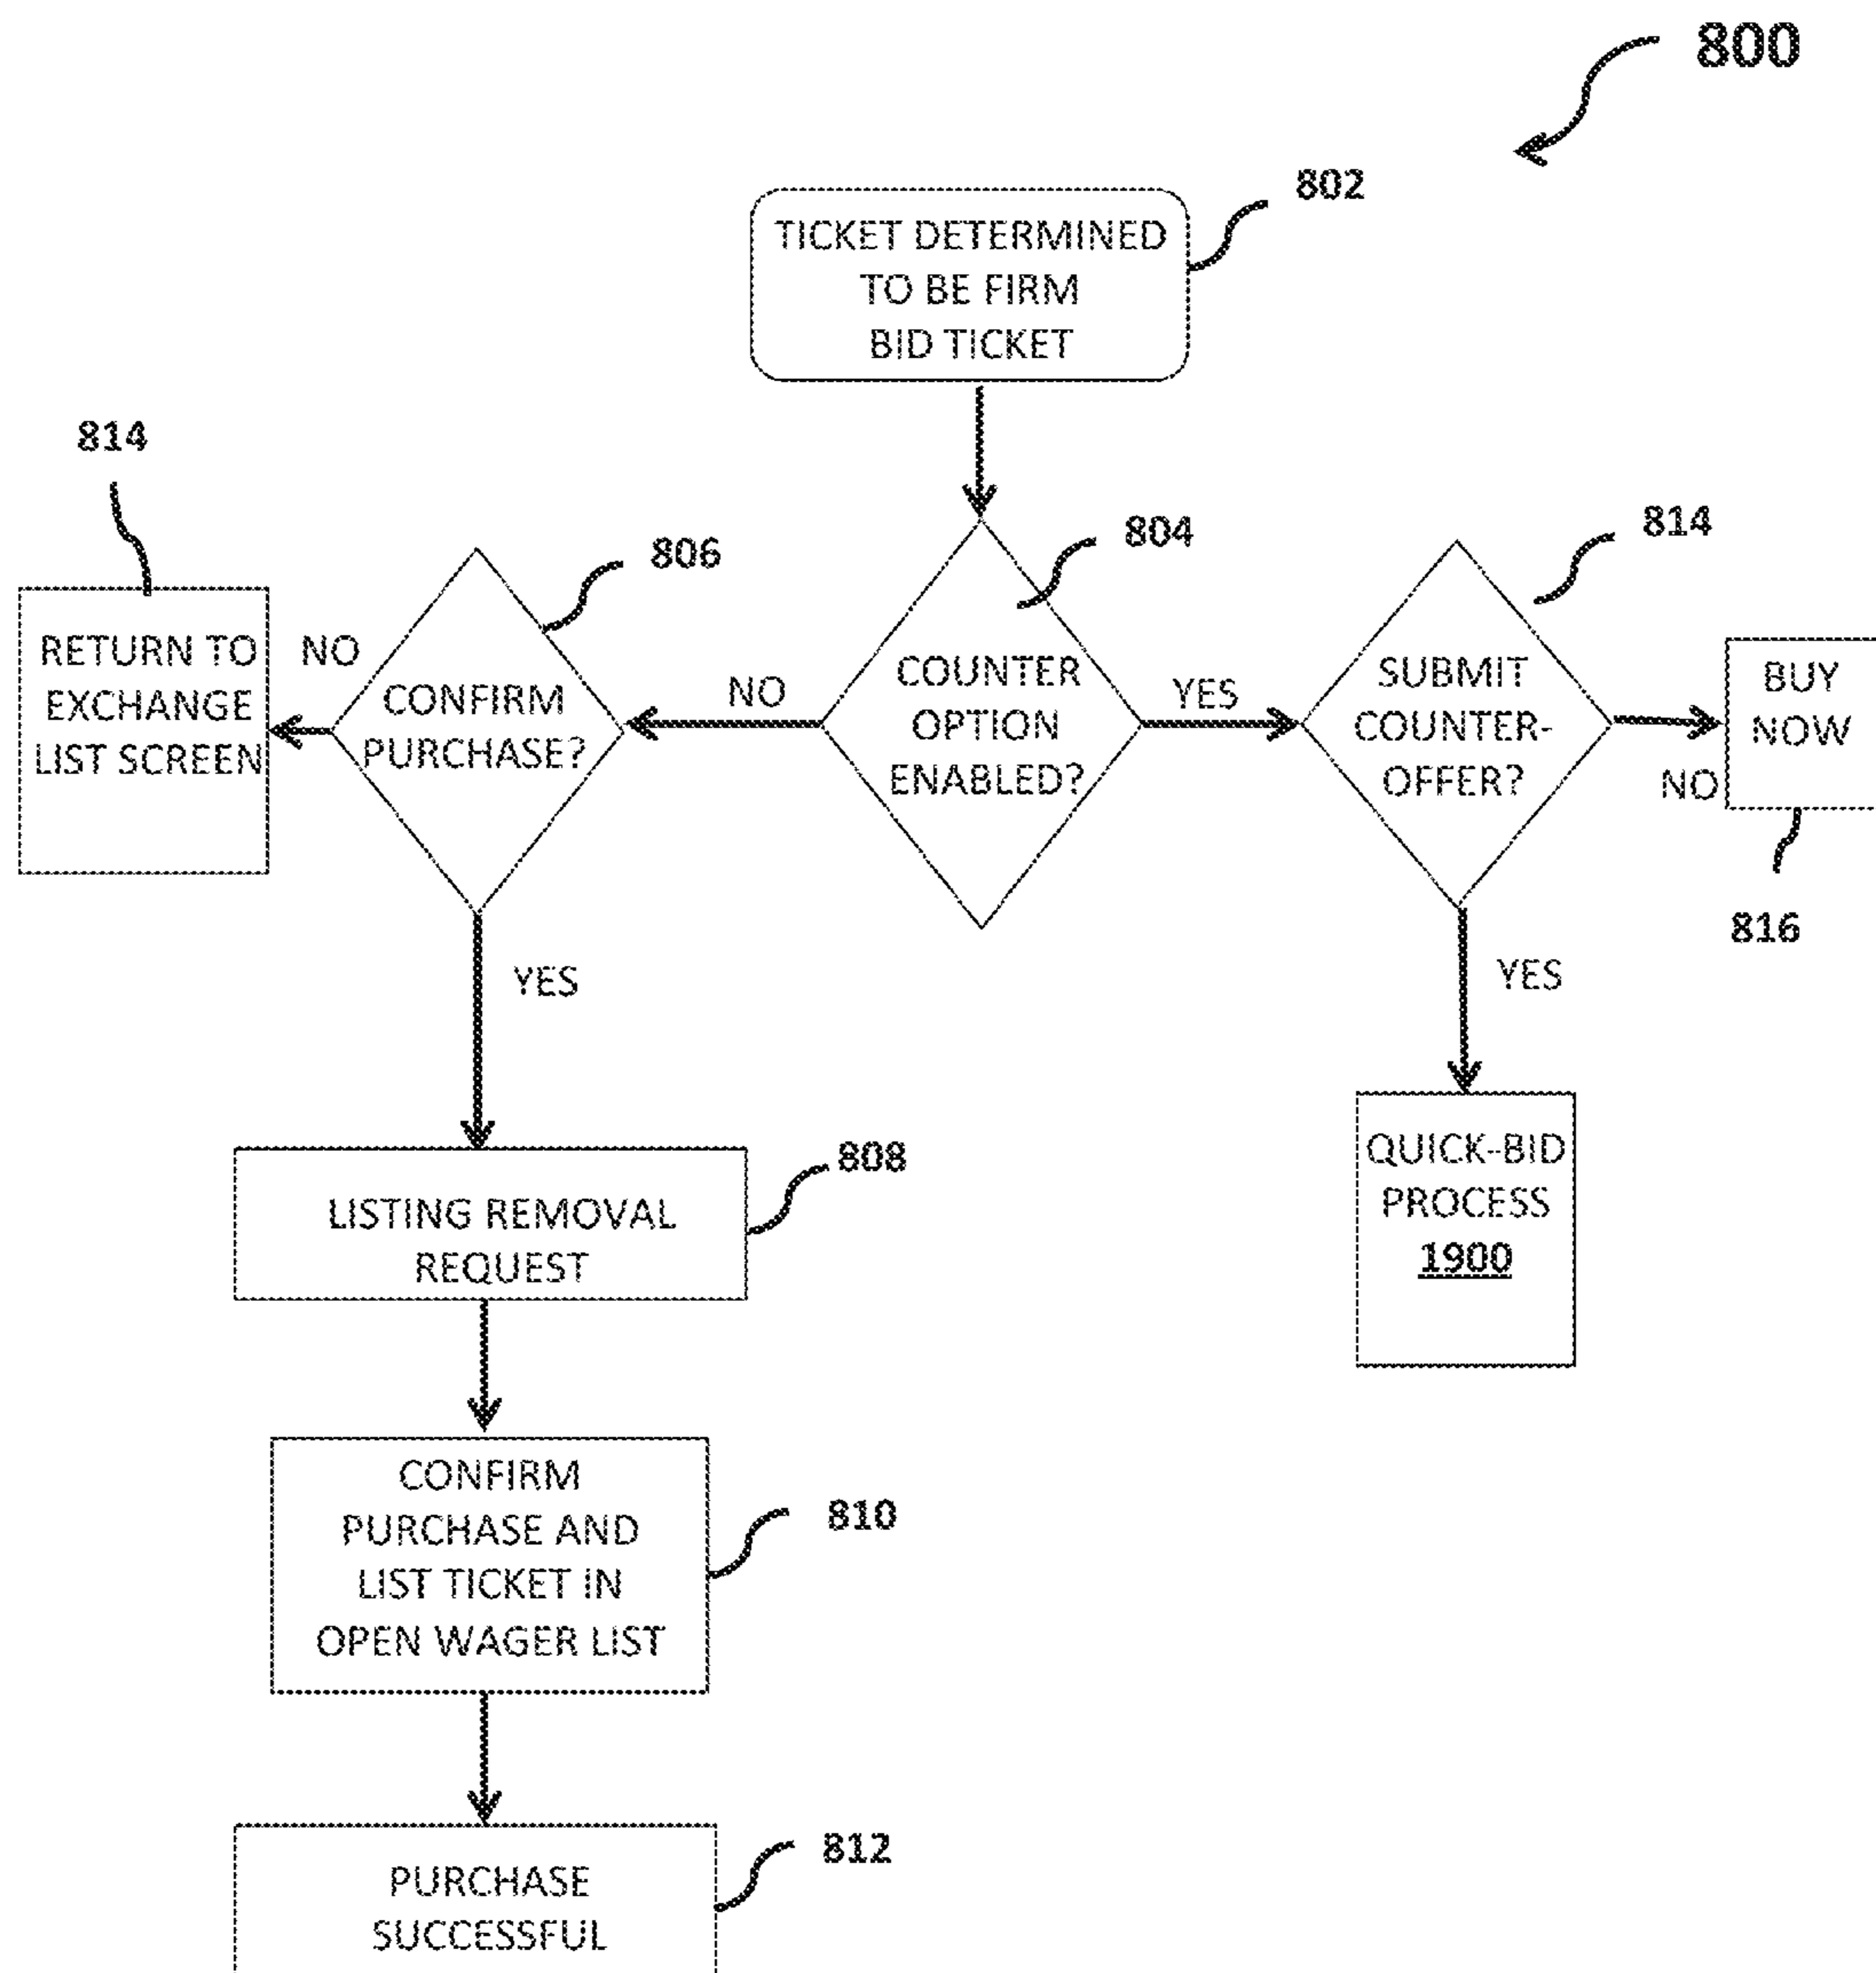 800
802
TICKET DETERMINED
TO BE FIRM
BID TICKET
814
804
814
806
RETURN TO
EXCHANGE
LIST SCREEN
NO
CONFIRM
PURCHASE?
NO
COUNTER
OPTION
ENABLED?
YES
SUBMIT
COUNTER-
OFFER?
NO
BUY
NOW
816
YES
YES
808
LISTING REMOVAL
REQUEST
QUICK-BID
PROCESS
1900
CONFIRM
PURCHASE AND
LIST TICKET IN
OPEN WAGER LIST
810
812
PURCHASE
SUCCESSFUL